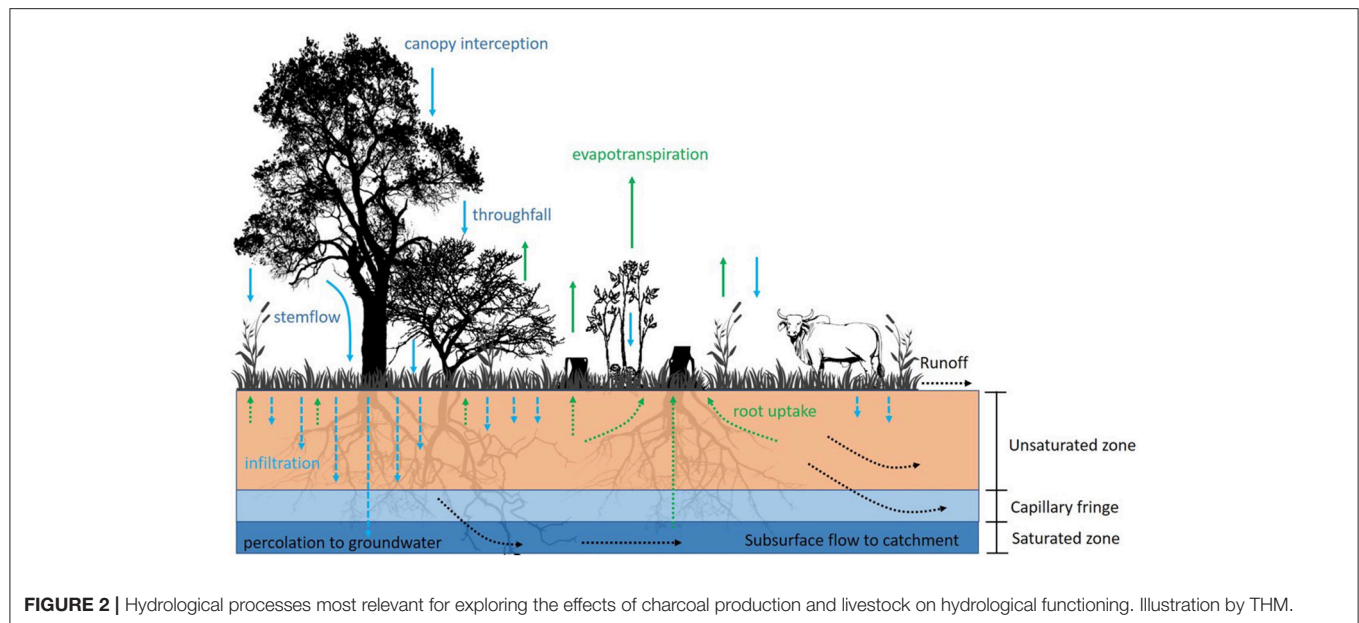 canopy interception
evapotranspiration
throughfall
stemflow
Runoff
root uptake
Unsaturated zone
infiltration
Capillary fringe
percolation to groundwater
Subsurface flow to catchment
Saturated zone
FIGURE 2 | Hydrological processes most relevant for exploring the effects of charcoal production and livestock on hydrological functioning. Illustration by THM.